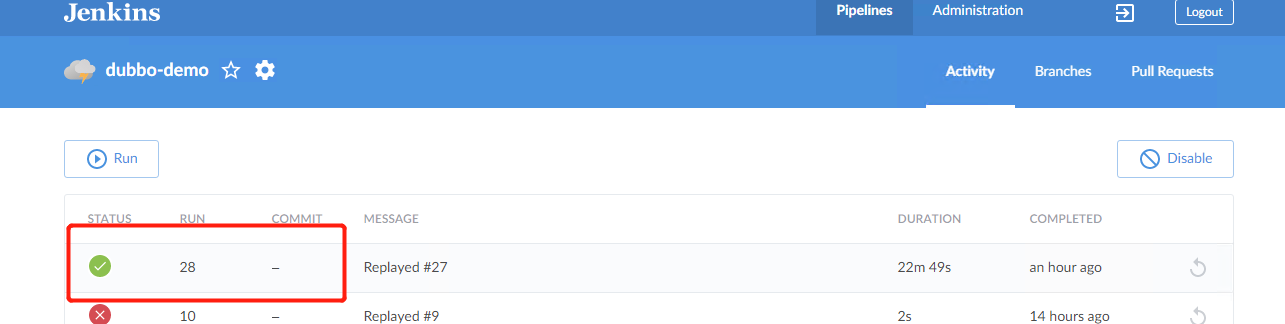 Jenkins Pipelines Administration Logout
dubbo-demo Activity Branches Pull Requests
Run Disable
STATUS RUN COMMIT MESSAGE DURATION COMPLETED
28 – Replayed #27 22m 49s an hour ago
10 – Replayed #9 2s 14 hours ago